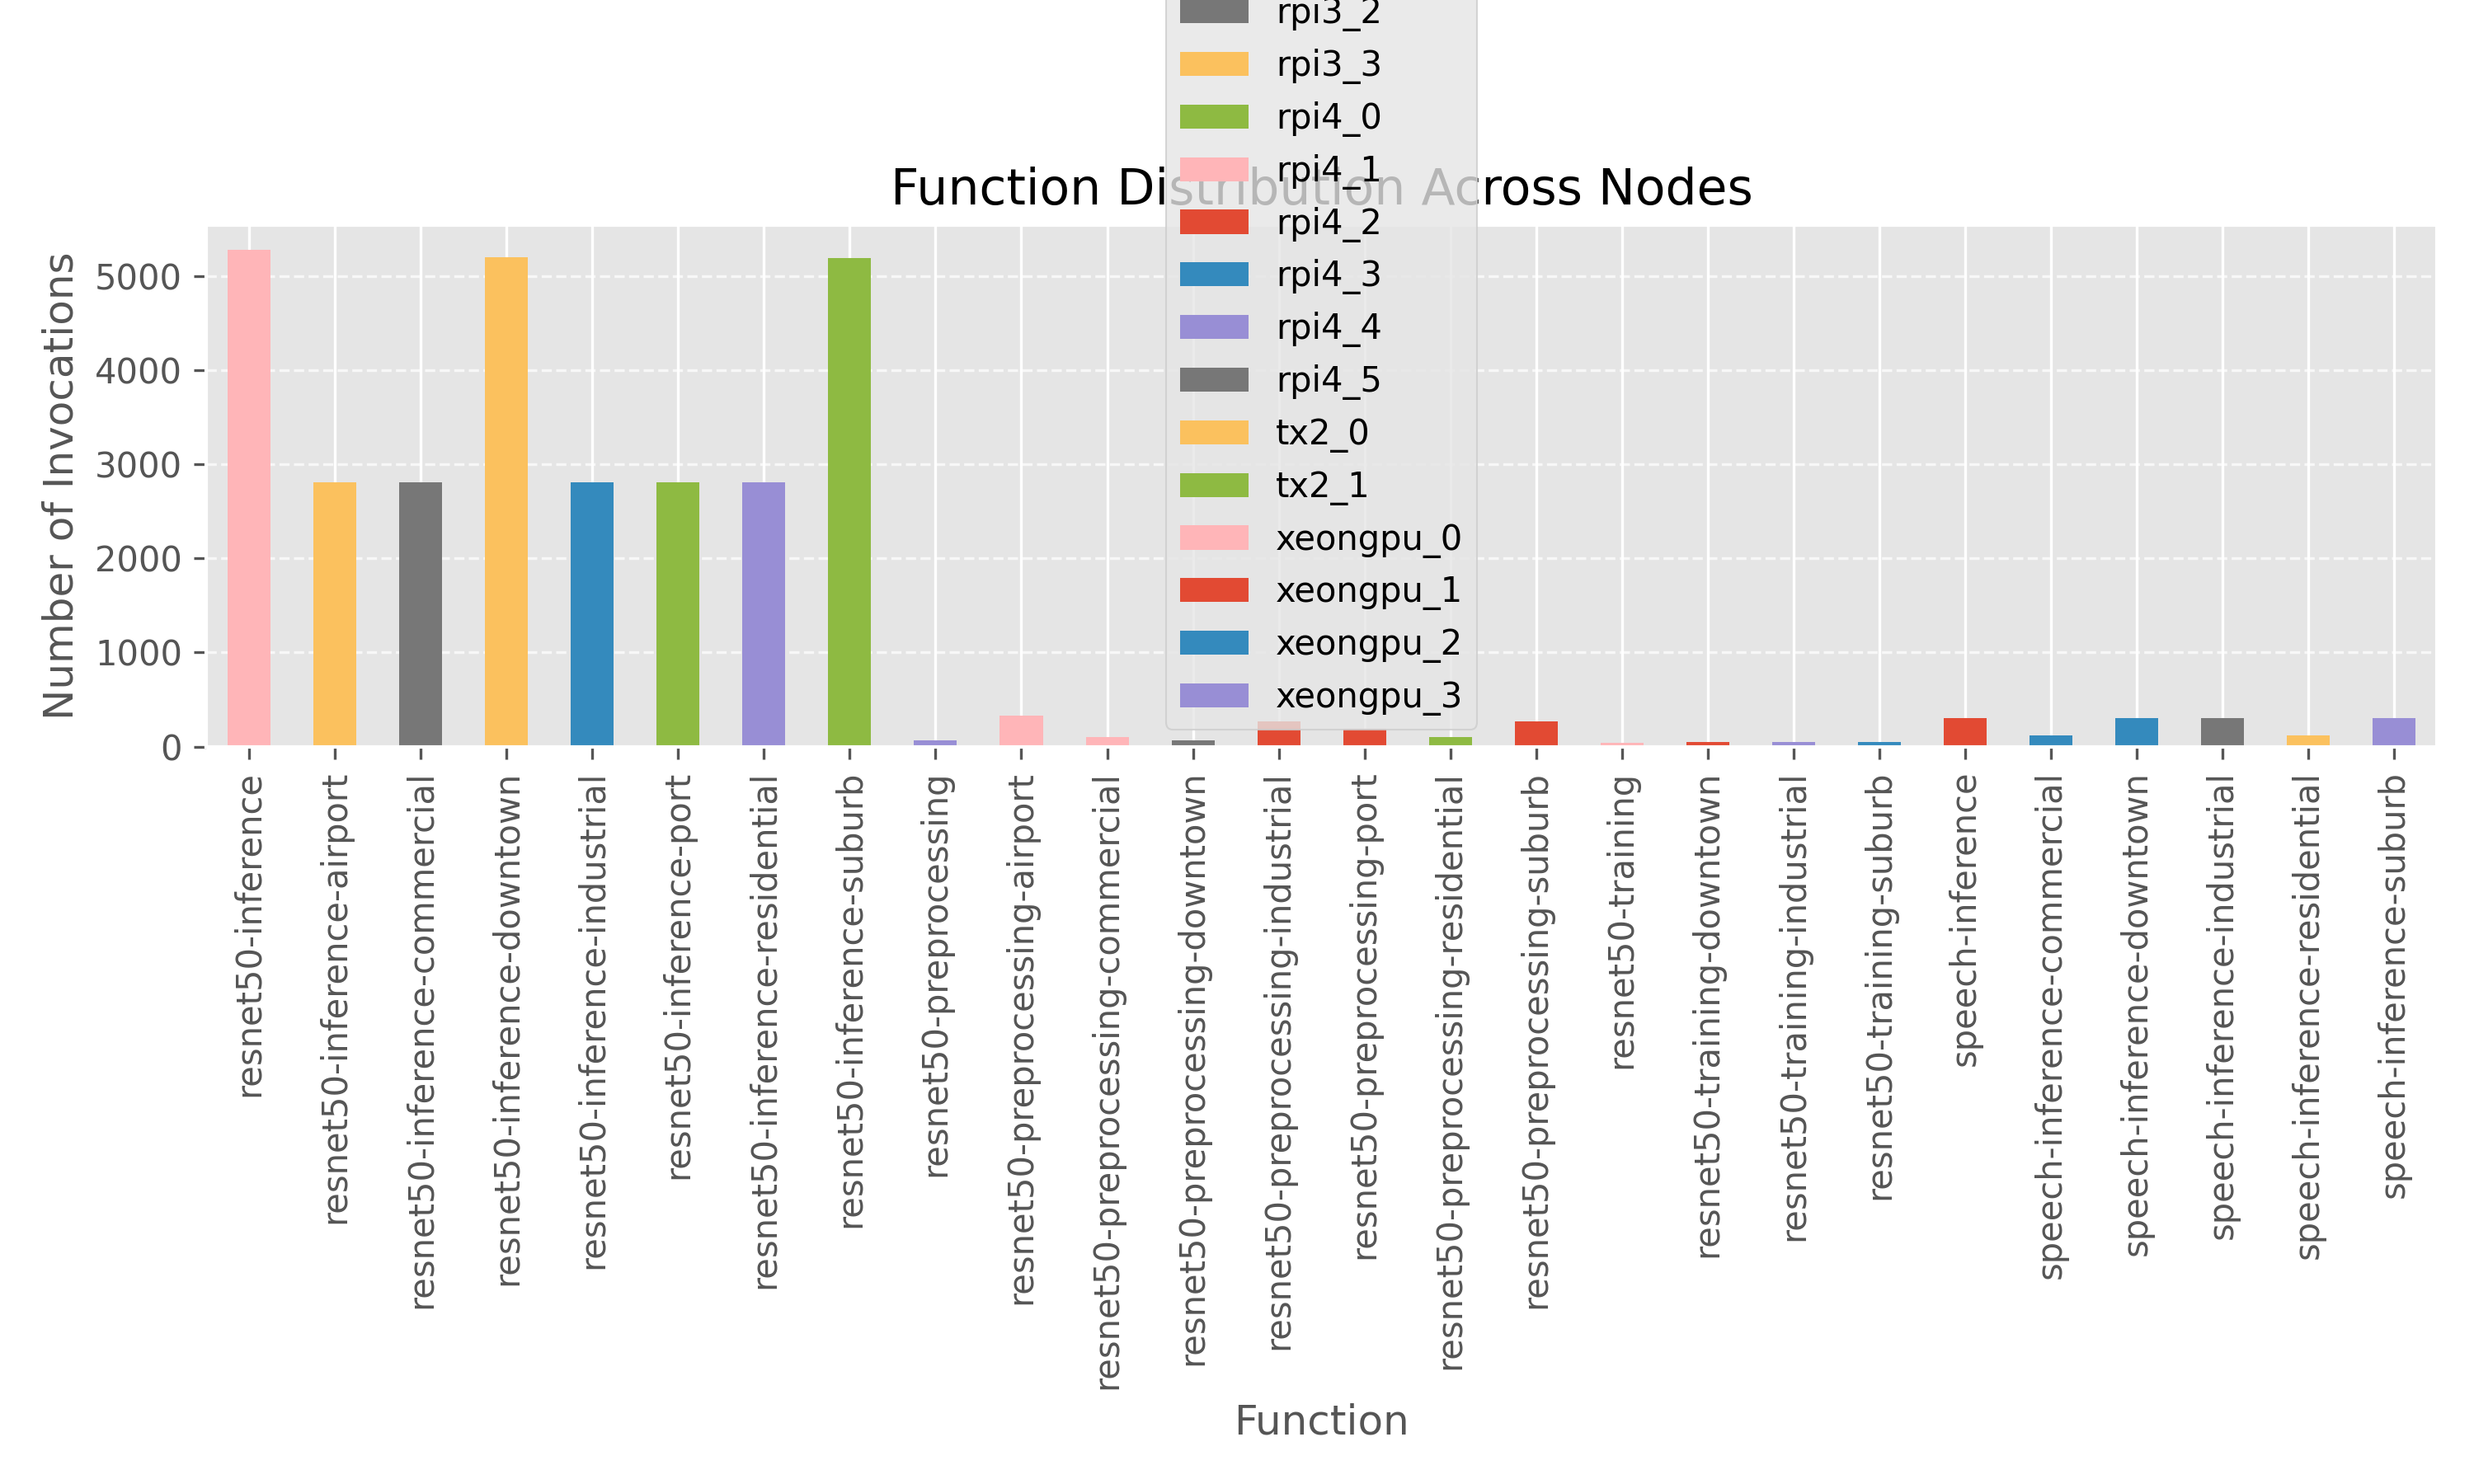 rpi3_2
rpi3_3
rpi4_0
rpi4_1
rpi4_2
rpi4_3
rpi4_4
rpi4_5
tx2_0
tx2_1
xeongpu_0
xeongpu_1
xeongpu_2
xeongpu_3
Function Distribution Across Nodes
Number of Invocations
5000
4000
3000
2000
1000
0
resnet50-inference
resnet50-inference-airport
resnet50-inference-commercial
resnet50-inference-downtown
resnet50-inference-industrial
resnet50-inference-port
resnet50-inference-residential
resnet50-inference-suburb
resnet50-preprocessing
resnet50-preprocessing-airport
resnet50-preprocessing-commercial
resnet50-preprocessing-downtown
resnet50-preprocessing-industrial
resnet50-preprocessing-port
resnet50-preprocessing-residential
resnet50-preprocessing-suburb
resnet50-training
resnet50-training-downtown
resnet50-training-industrial
resnet50-training-suburb
speech-inference
speech-inference-commercial
speech-inference-downtown
speech-inference-industrial
speech-inference-residential
speech-inference-suburb
Function